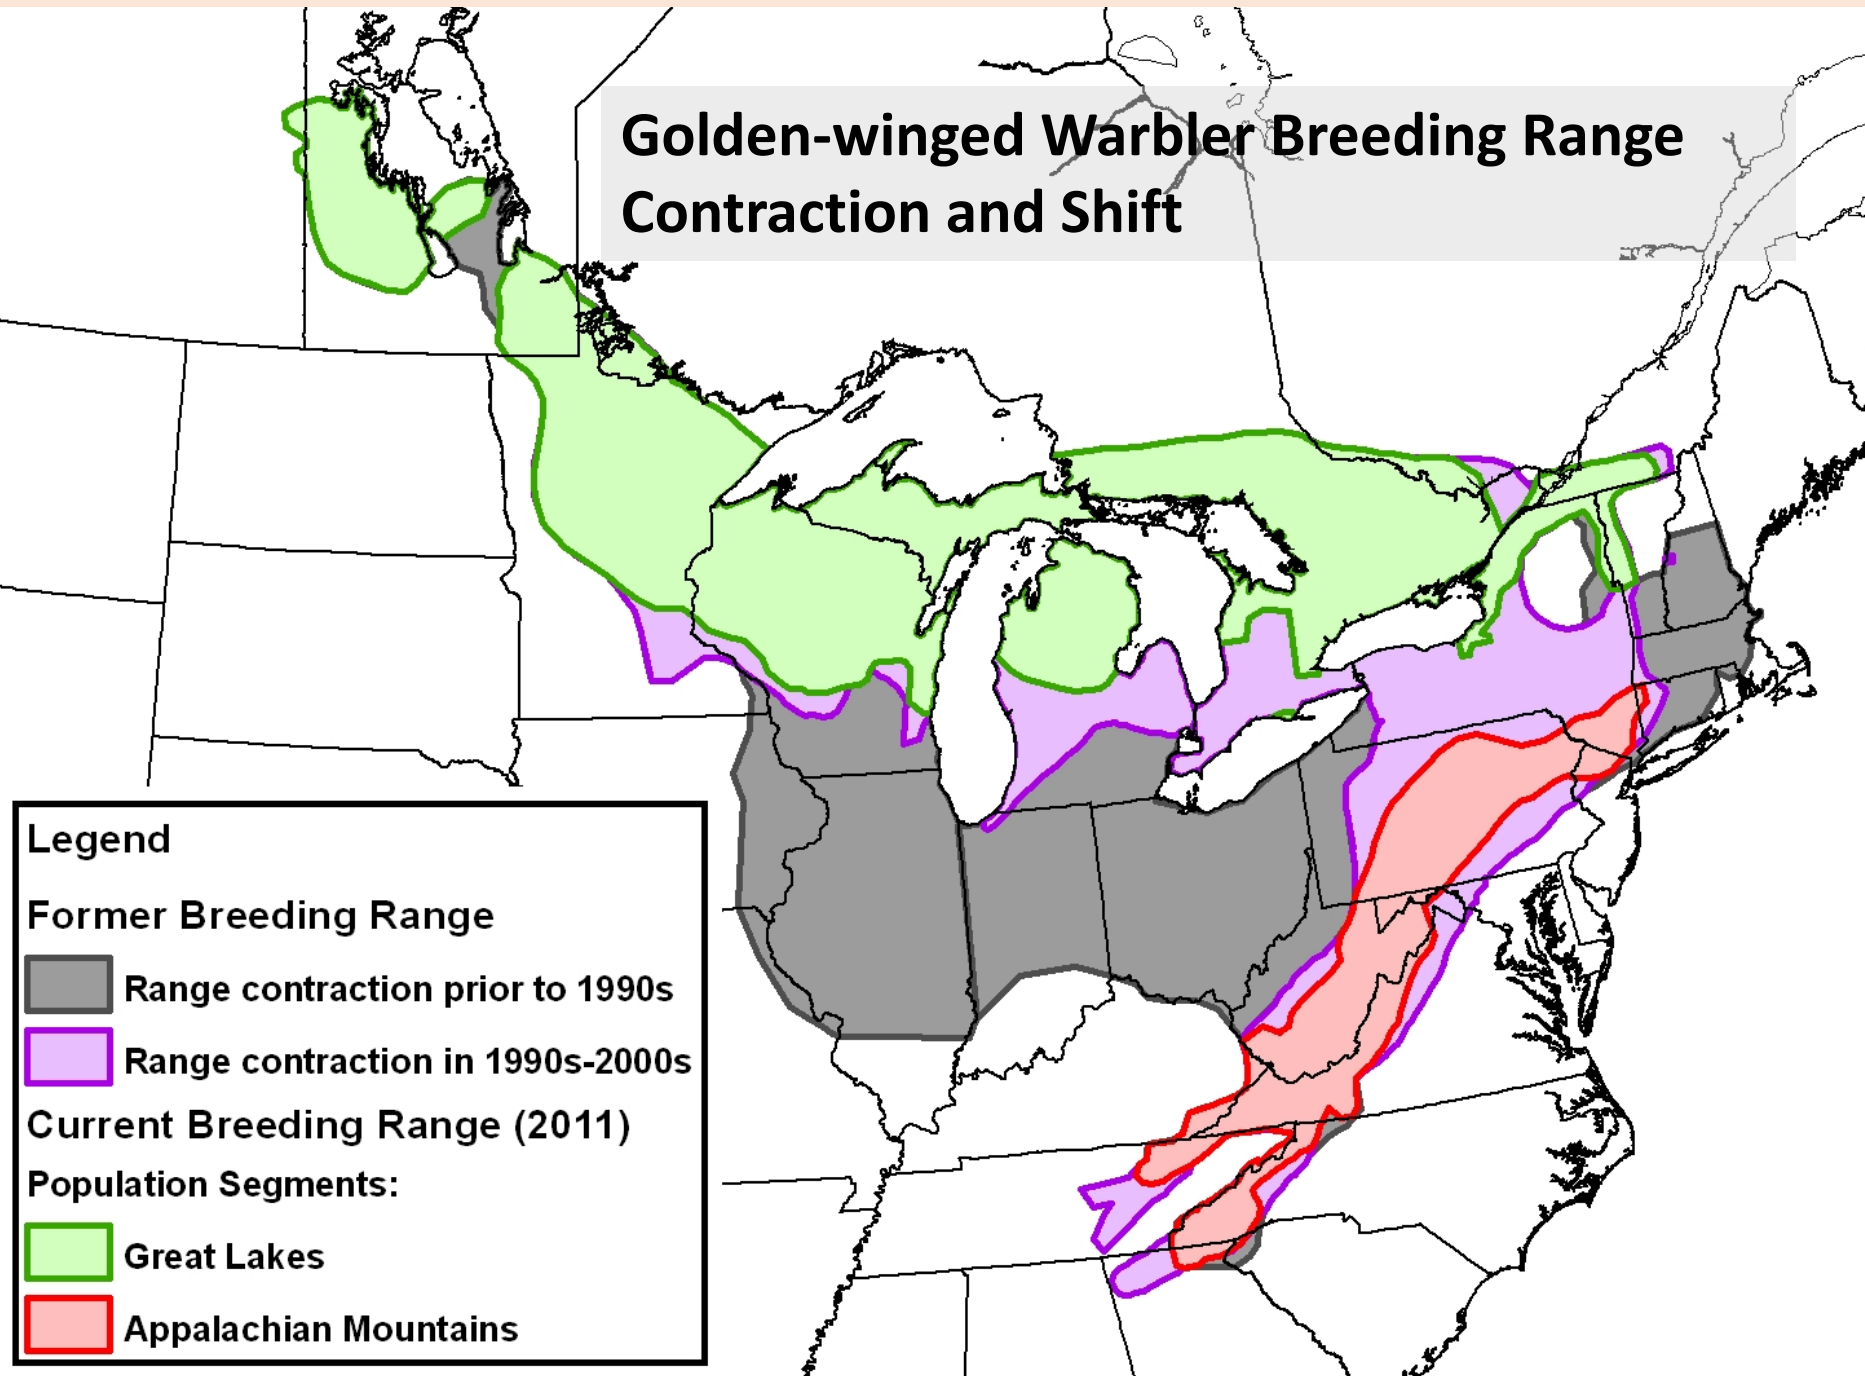 Golden-winged Warbler Breeding Range
Contraction and Shift
Legend
Former Breeding Range
Range contraction prior to 1990s
Range contraction in 1990s-2000s
Current Breeding Range (2011)
Population Segments:
Great Lakes
Appalachian Mountains